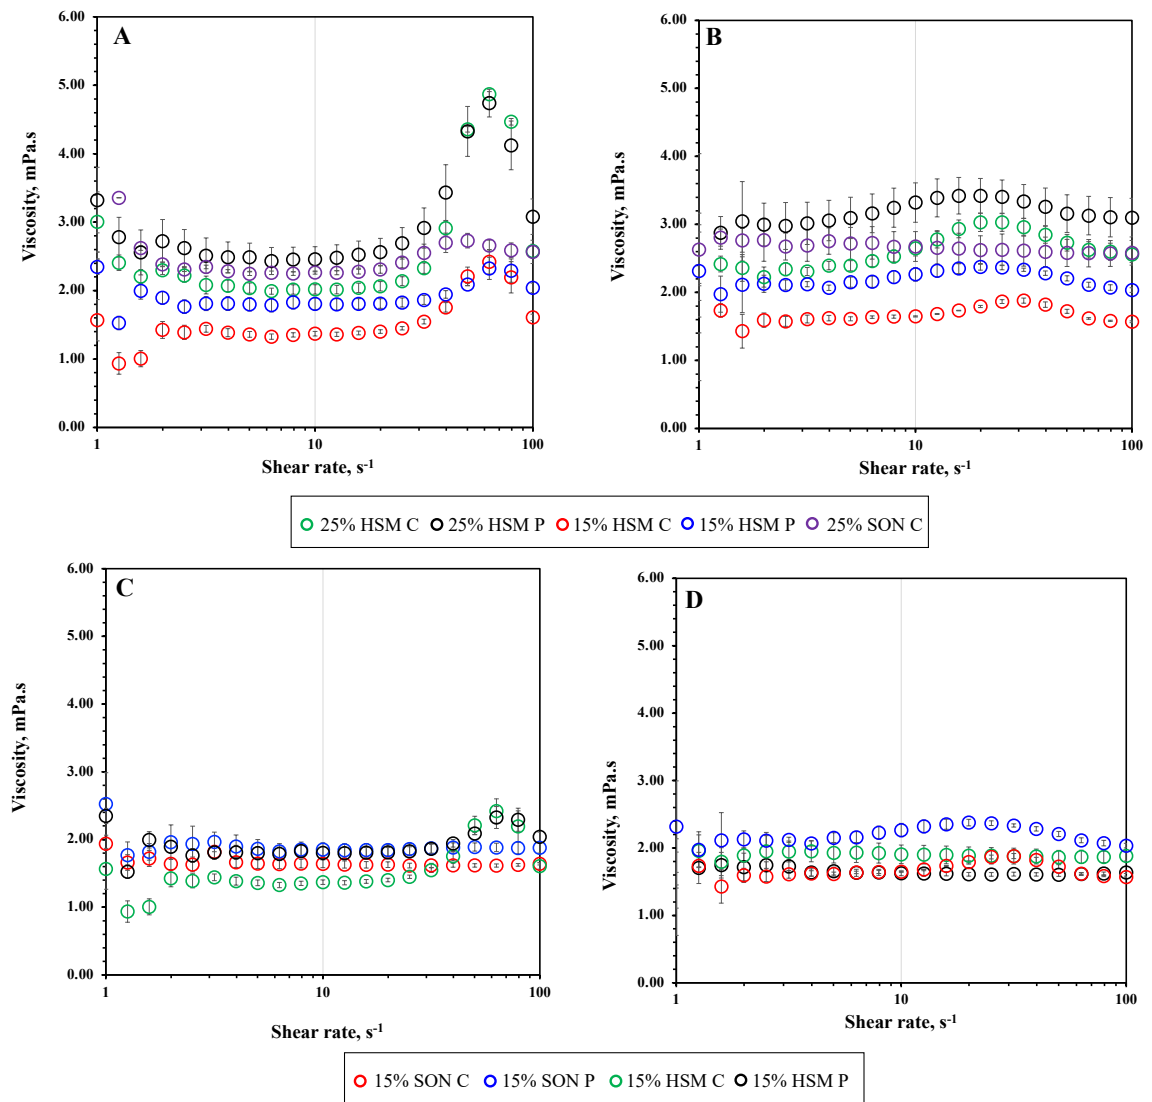 A
6.00
5.00
4.00
3.00
2.00
1.00
0.00
Viscosity, mPa.s
1
10
100
Shear rate, s-1
B
6.00
5.00
4.00
3.00
2.00
1.00
0.00
Viscosity, mPa.s
1
10
100
Shear rate, s-1
25% HSM C 25% HSM P 15% HSM C 15% HSM P 25% SON C
C
6.00
5.00
4.00
3.00
2.00
1.00
0.00
Viscosity, mPa.s
1
10
100
Shear rate, s-1
D
6.00
5.00
4.00
3.00
2.00
1.00
0.00
Viscosity, mPa.s
1
10
100
Shear rate, s-1
15% SON C 15% SON P 15% HSM C 15% HSM P